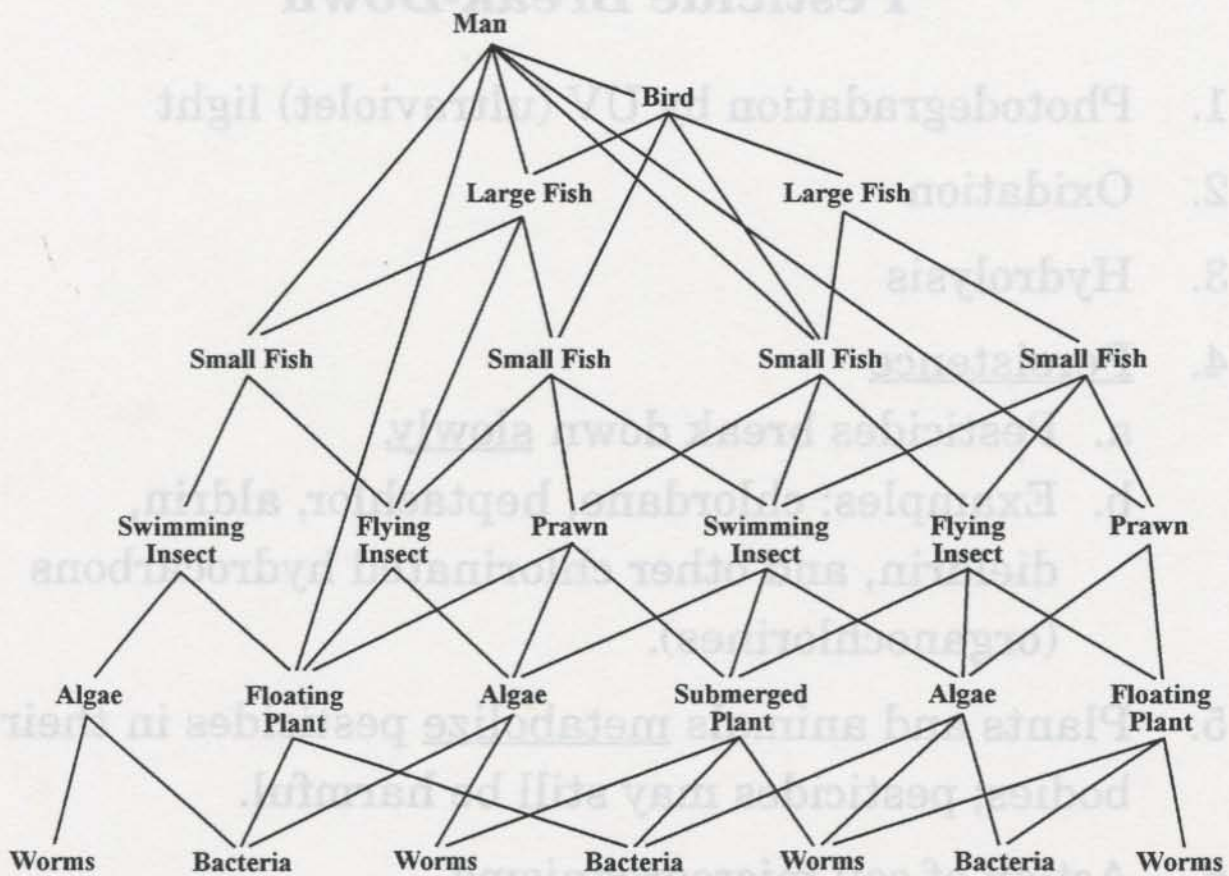 Man
Bird
Large Fish Large Fish
Small Fish Small Fish Small Fish Small Fish
Swimming Insect Flying Insect Prawn Swimming Insect Flying Insect Prawn
Algae Floating Plant Algae Submerged Plant Algae Floating Plant
Worms Bacteria Worms Bacteria Worms Bacteria Worms
Pesticide Break-Down
1. Photodegradation by UV (ultraviolet) light
2. Oxidation
3. Hydrolysis
4. Persistence
a. Pesticides break down slowly.
b. Examples: chlordane, heptachlor, aldrin,
dieldrin, and other chlorinated hydrocarbons
(organochlorines).
5. Plants and animals metabolize pesticides in their
bodies; pesticides may still be harmful.